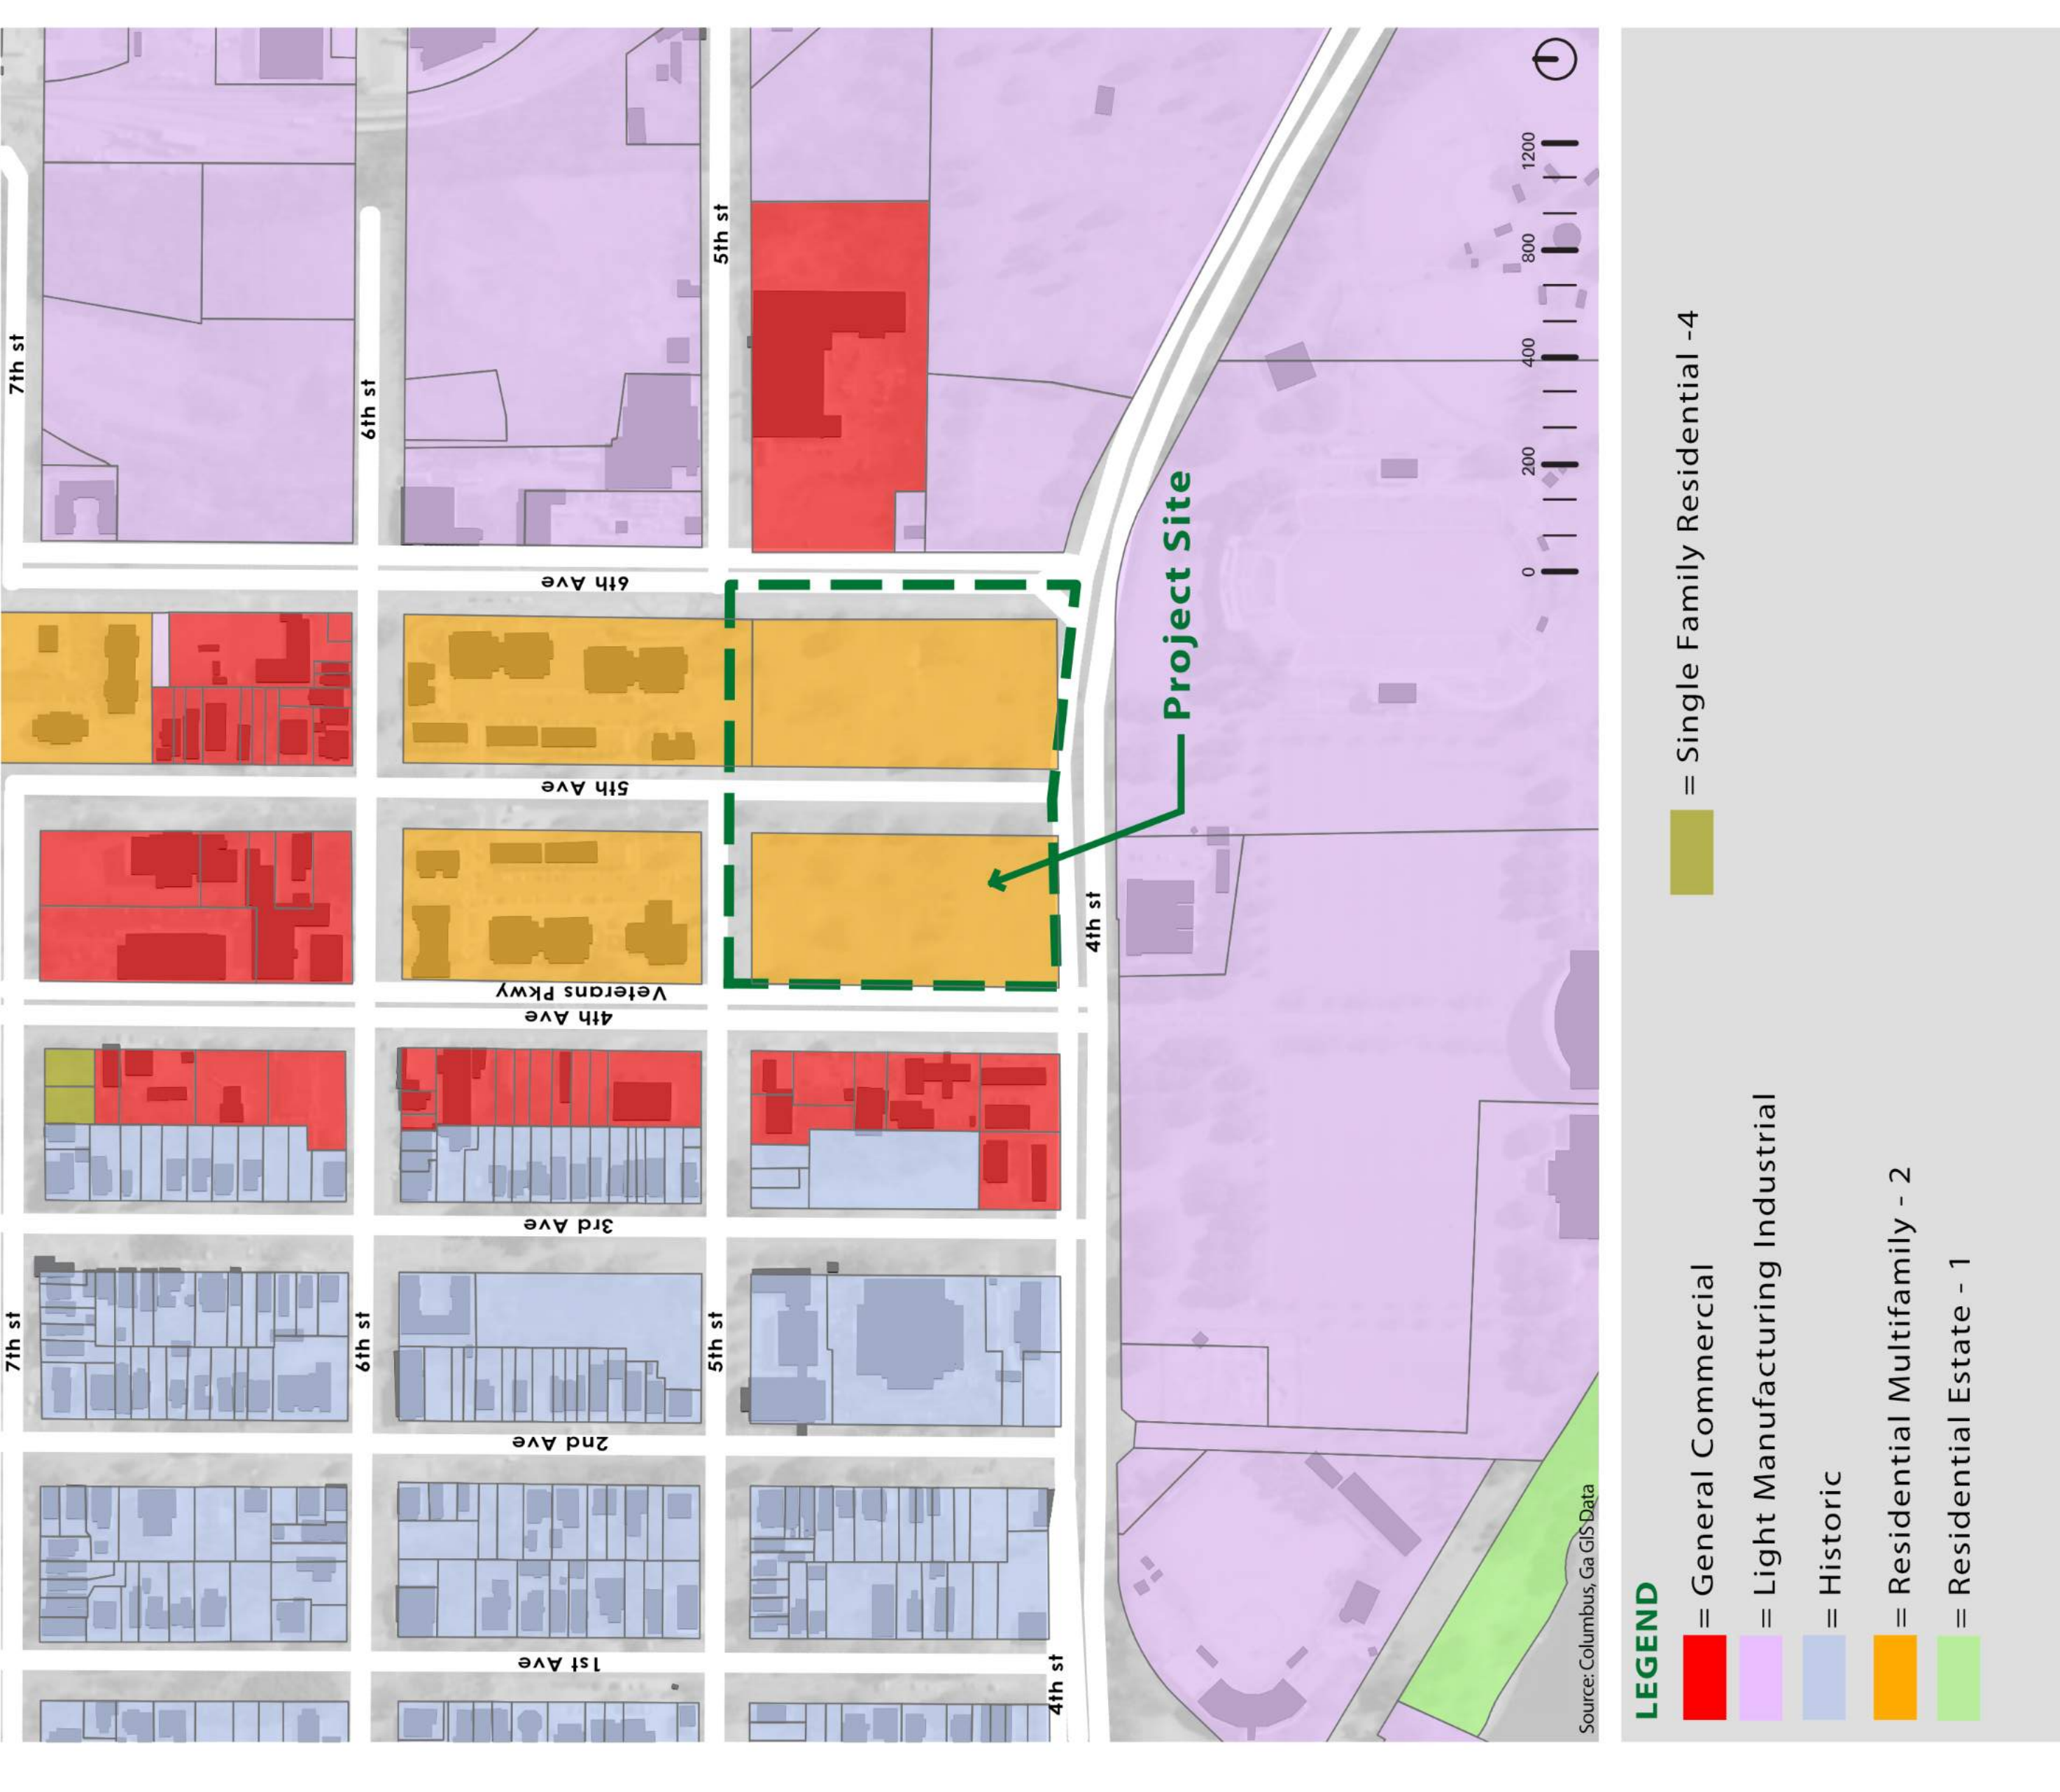 7th st
6th st
5th st
6th Ave
5th Ave
Veterans Pkwy
4th Ave
3rd Ave
2nd Ave
1st Ave
7th st
6th st
5th st
4th st
4th st
Project Site
0
200
400
800
1200
Source: Columbus, Ga GIS Data
LEGEND
= General Commercial
= Light Manufacturing Industrial
= Historic
= Residential Multifamily - 2
= Residential Estate - 1
= Single Family Residential -4